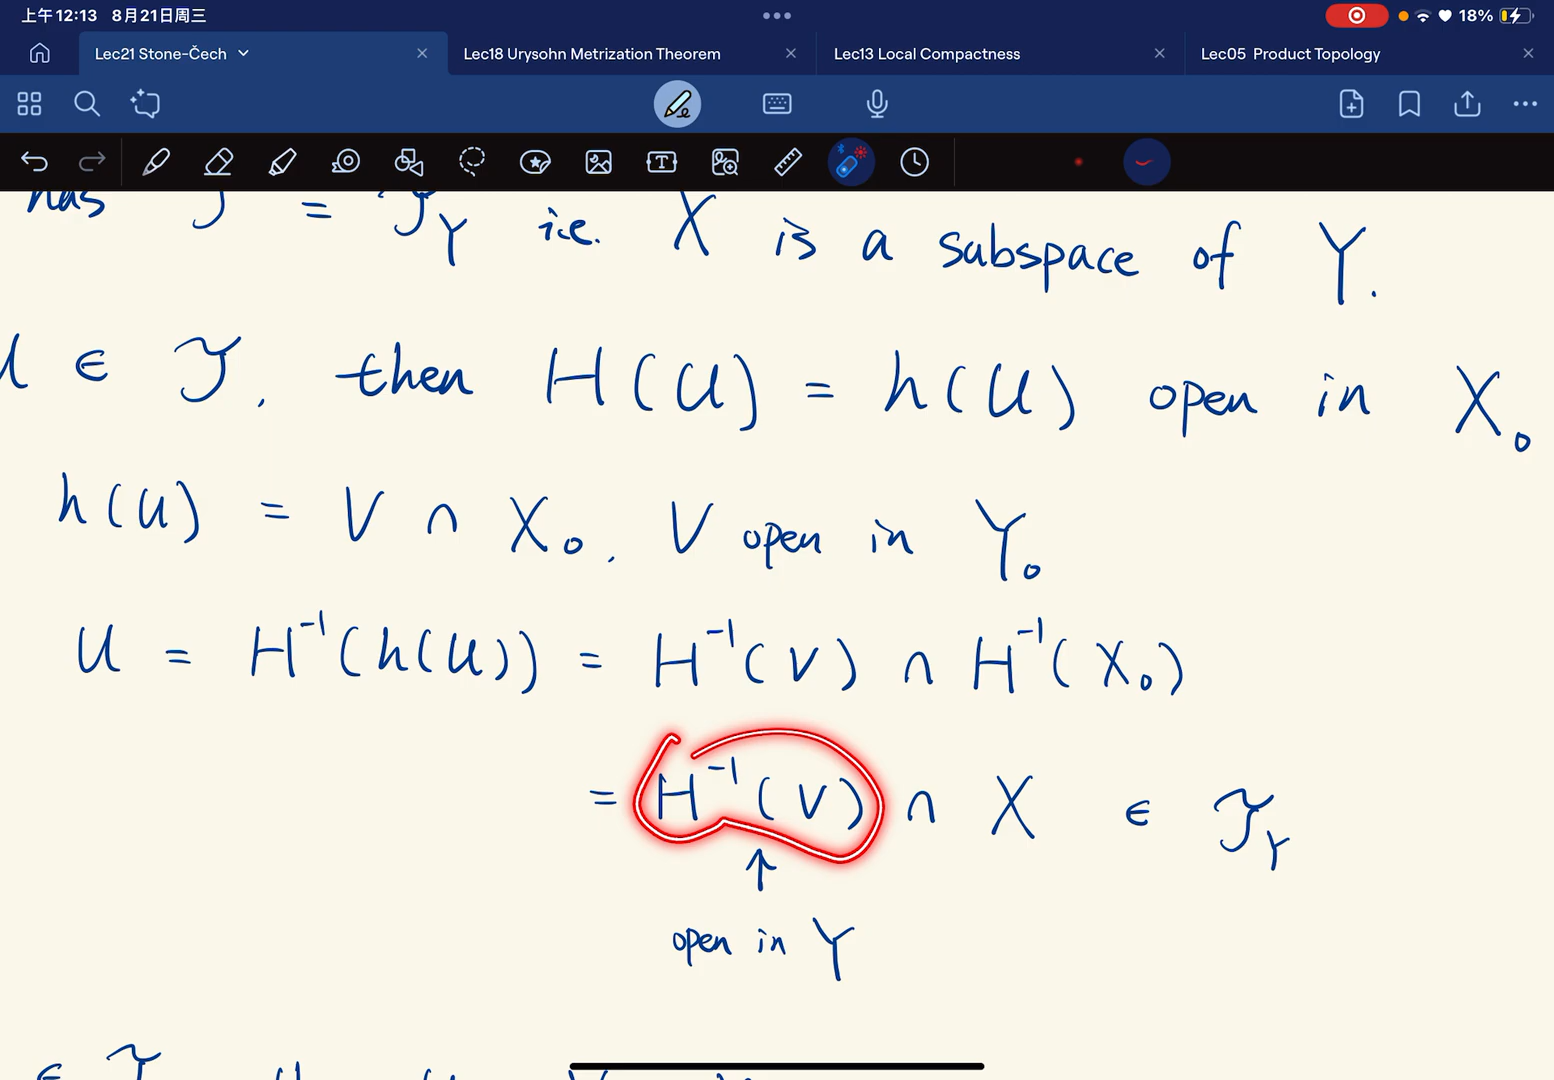 上午12:13 8月21日周三
18%
Lec21 Stone-Čech
Lec18 Urysohn Metrization Theorem
Lec13 Local Compactness
Lec05 Product Topology
has 𝒯 = 𝒯_Y i.e. X is a subspace of Y.
U ∈ 𝒯, then H(U) = h(U) open in X₀
h(U) = V ∩ X₀. V open in Y₀
U = H⁻¹(h(U)) = H⁻¹(V) ∩ H⁻¹(X₀)
= H⁻¹(V) ∩ X ∈ 𝒯_Y
↑
open in Y
∈ 𝒯